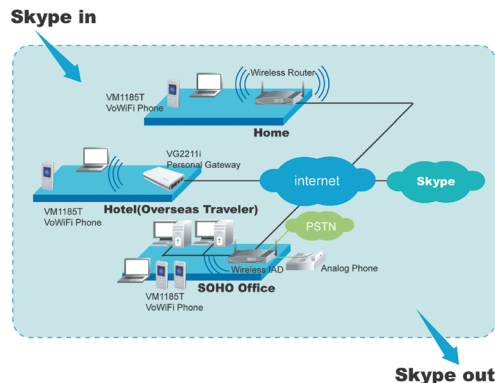 Skype in
Wireless Router
VM1185T
VoWiFi Phone
Home
VG2211i
Personal Gateway
internet
Skype
VM1185T
VoWiFi Phone
Hotel(Overseas Traveler)
PSTN
Wireless IAD
Analog Phone
SOHO Office
VM1185T
VoWiFi Phone
Skype out